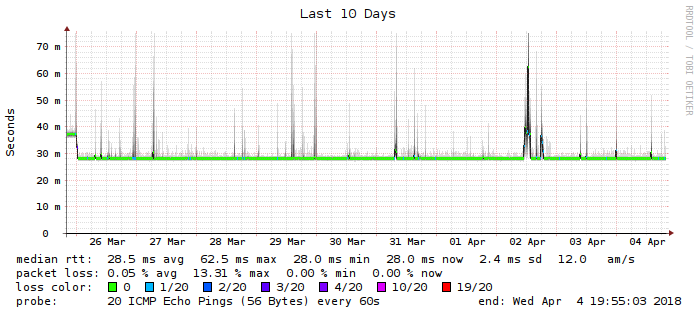 Last 10 Days
RRDTOOL / TOBI OETIKER
Seconds
70 m
60 m
50 m
40 m
30 m
20 m
10 m
0
26 Mar 27 Mar 28 Mar 29 Mar 30 Mar 31 Mar 01 Apr 02 Apr 03 Apr 04 Apr
median rtt: 28.5 ms avg 62.5 ms max 28.0 ms min 28.0 ms now 2.4 ms sd 12.0 am/s
packet loss: 0.05 % avg 13.31 % max 0.00 % min 0.00 % now
loss color: 0 1/20 2/20 3/20 4/20 10/20 19/20
probe: 20 ICMP Echo Pings (56 Bytes) every 60s end: Wed Apr 4 19:55:03 2018